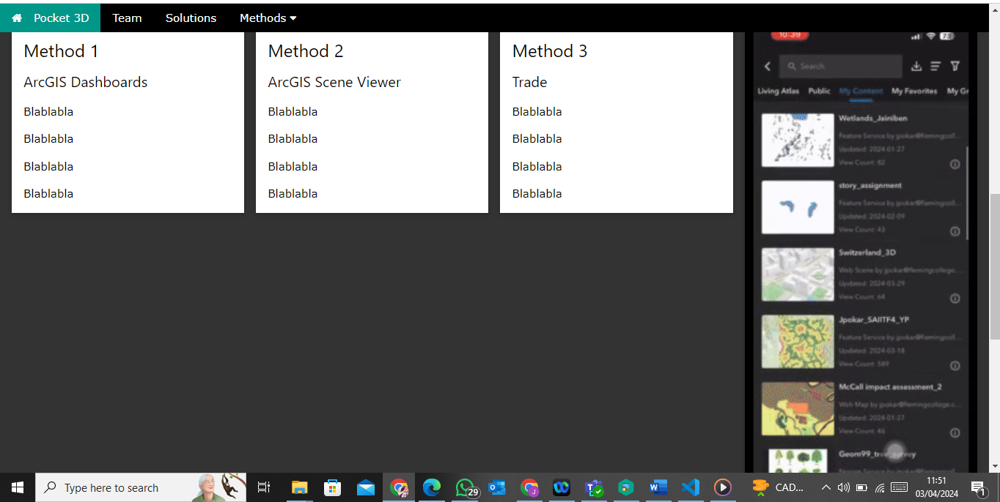 Pocket 3D Team Solutions Methods
Method 1
ArcGIS Dashboards
Blablabla
Blablabla
Blablabla
Blablabla
Method 2
ArcGIS Scene Viewer
Blablabla
Blablabla
Blablabla
Blablabla
Method 3
Trade
Blablabla
Blablabla
Blablabla
Blablabla
10:39
72
Search
Living Atlas Public My Content My Favorites My Gr
Wetlands_Jainiben
Feature Service by jpokar@flemingcoll...
Updated: 2024-01-27
View Count: 82
story_assignment
Feature Service by jpokar@flemingcoll...
Updated: 2024-02-09
View Count: 43
Switzerland_3D
Web Scene by jpokar@flemingcollege....
Updated: 2024-03-29
View Count: 64
Jpokar_SAIITF4_YP
Feature Service by jpokar@flemingcoll...
Updated: 2024-03-18
View Count: 589
McCall impact assessment_2
Web Map by jpokar@flemingcollege.c...
Updated: 2024-01-27
View Count: 46
Geom99_tree_survey
Type here to search
29
CAD...
11:51
03/04/2024
1